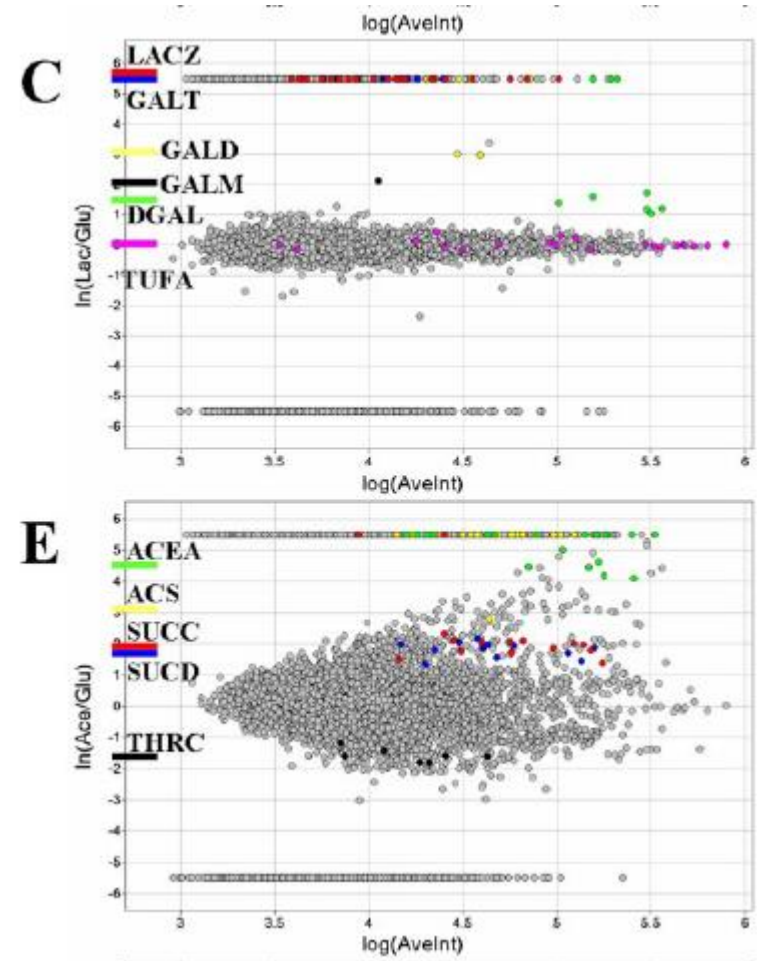 log(AveInt)
C
LACZ
GALT
GALD
GALM
DGAL
TUFA
ln(Lac/Glu)
6
5
4
3
1
0
-1
-2
-3
-4
-5
-6
3 3.5 4 4.5 5 5.5 6
log(AveInt)
E
ACEA
ACS
SUCC
SUCD
THRC
ln(Ace/Glu)
6
5
4
3
2
1
0
-1
-2
-3
-4
-5
-6
3 3.5 4 4.5 5 5.5 6
log(AveInt)